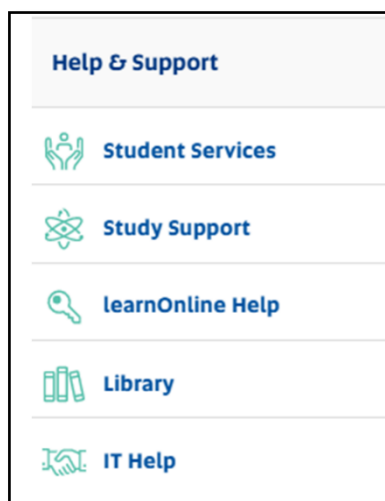 Help & Support
Student Services
Study Support
learnOnline Help
Library
IT Help